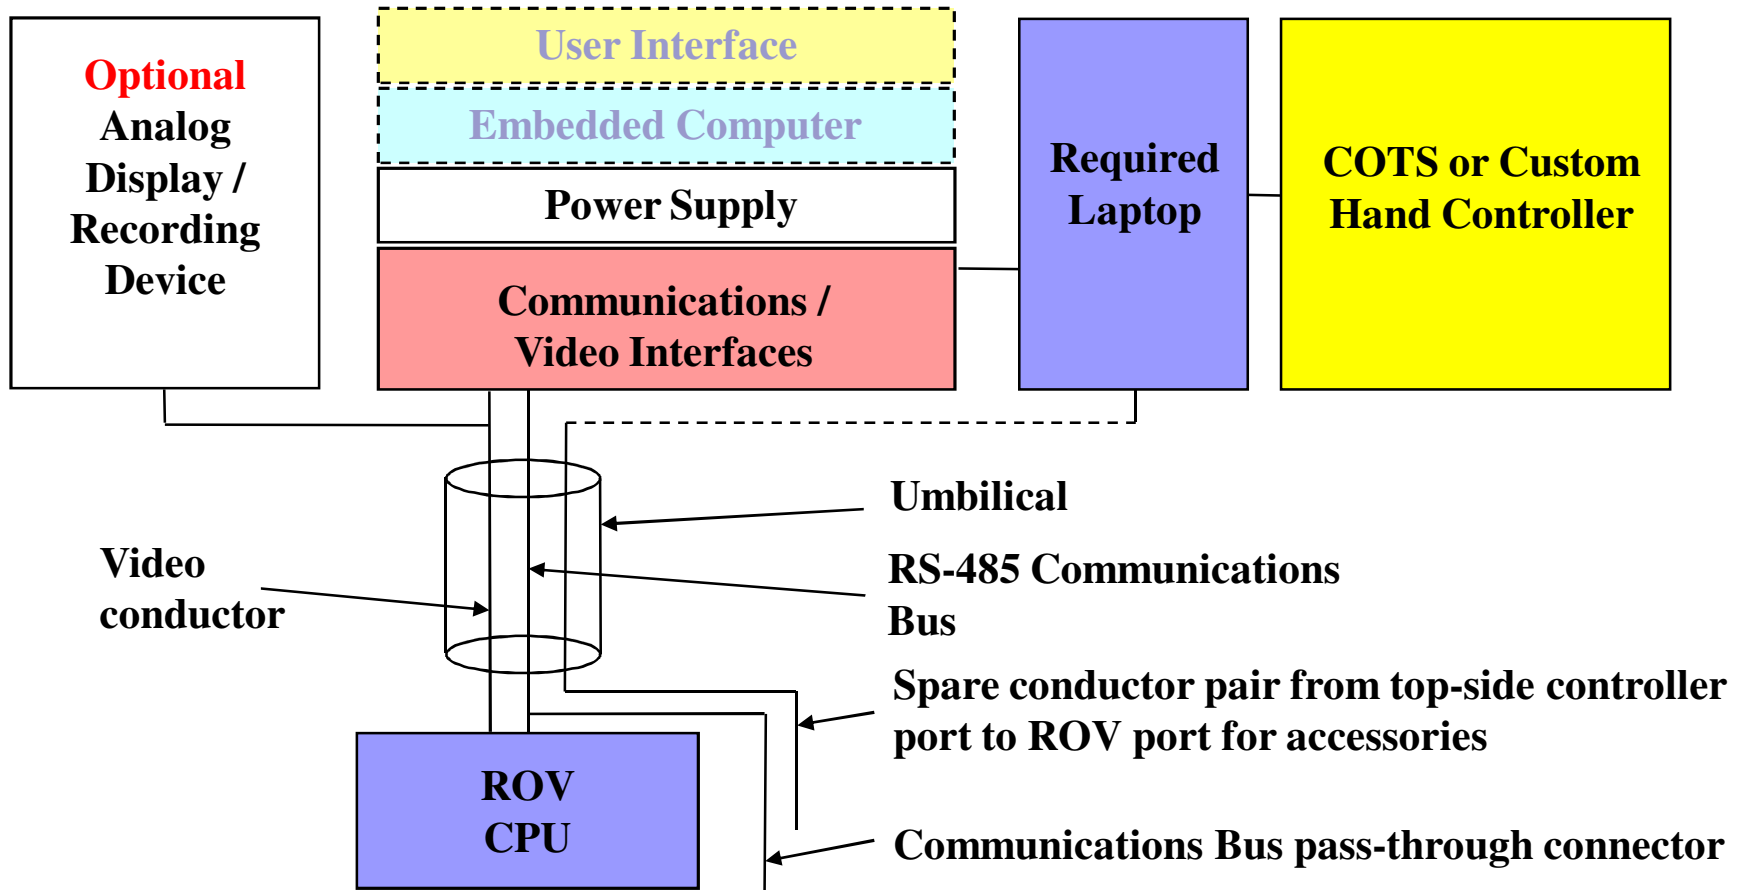 Optional
Analog
Display /
Recording
Device
User Interface
Embedded Computer
Power Supply
Communications /
Video Interfaces
Required
Laptop
COTS or Custom
Hand Controller
Umbilical
Video
conductor
RS-485 Communications
Bus
Spare conductor pair from top-side controller
port to ROV port for accessories
ROV
CPU
Communications Bus pass-through connector